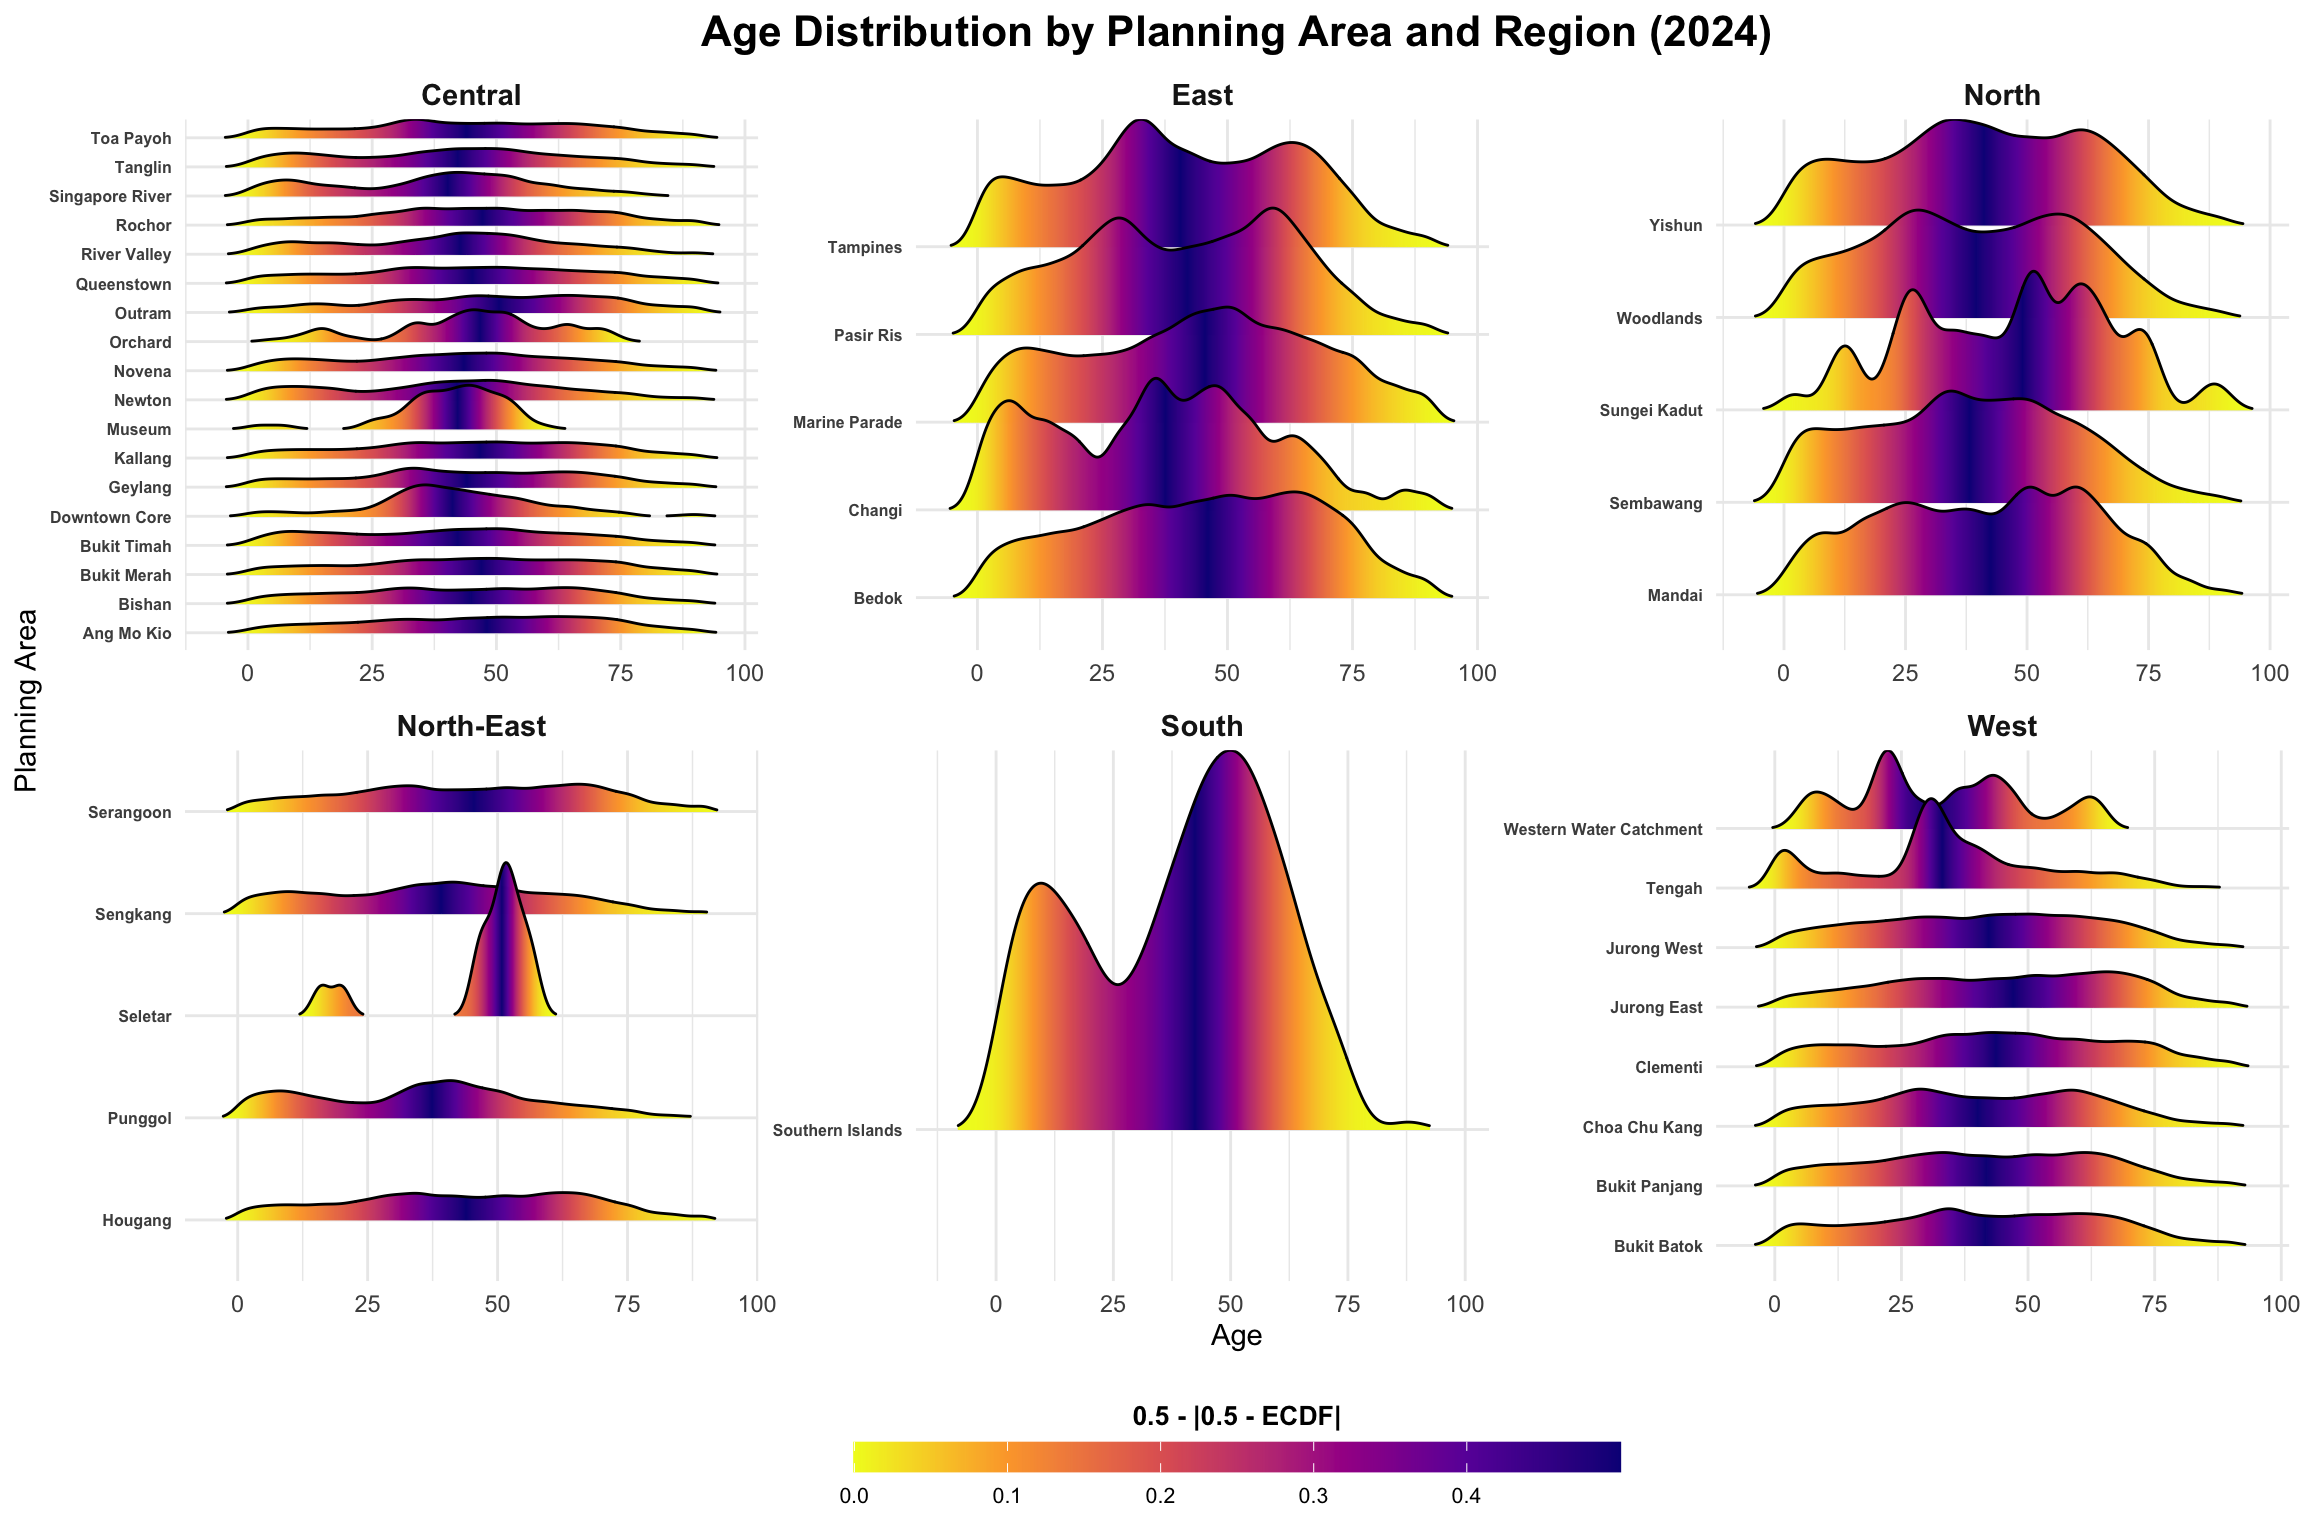 Age Distribution by Planning Area and Region (2024)
Central
Toa Payoh
Tanglin
Singapore River
Rochor
River Valley
Queenstown
Outram
Orchard
Novena
Newton
Museum
Kallang
Geylang
Downtown Core
Bukit Timah
Bukit Merah
Bishan
Ang Mo Kio
0 25 50 75 100
East
Tampines
Pasir Ris
Marine Parade
Changi
Bedok
0 25 50 75 100
North
Yishun
Woodlands
Sungei Kadut
Sembawang
Mandai
0 25 50 75 100
Planning Area
North-East
Serangoon
Sengkang
Seletar
Punggol
Hougang
0 25 50 75 100
South
Southern Islands
0 25 50 75 100
West
Western Water Catchment
Tengah
Jurong West
Jurong East
Clementi
Choa Chu Kang
Bukit Panjang
Bukit Batok
0 25 50 75 100
Age
0.5 - |0.5 - ECDF|
0.0 0.1 0.2 0.3 0.4